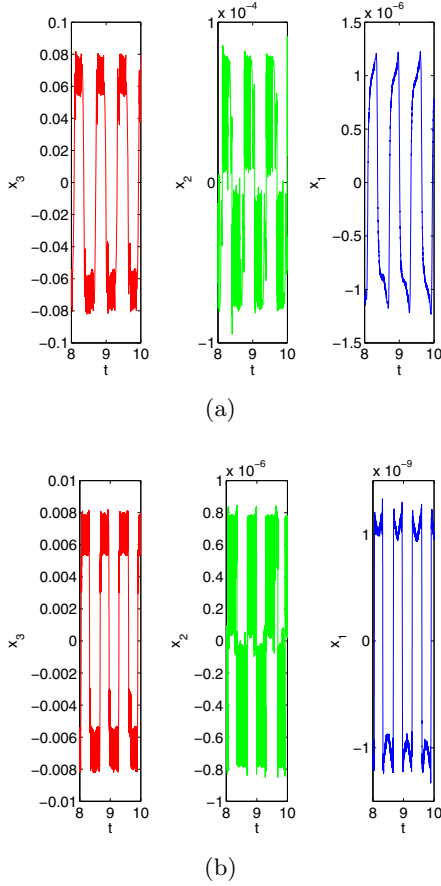 0.1
0.08
0.06
0.04
0.02
0
−0.02
−0.04
−0.06
−0.08
−0.1
x3
8 9 10
t
x 10−4
1
0
−1
x2
8 9 10
t
x 10−6
1.5
1
0.5
0
−0.5
−1
−1.5
x1
8 9 10
t
(a)
0.01
0.008
0.006
0.004
0.002
0
−0.002
−0.004
−0.006
−0.008
−0.01
x3
8 9 10
t
x 10−6
1
0.8
0.6
0.4
0.2
0
−0.2
−0.4
−0.6
−0.8
−1
x2
8 9 10
t
x 10−9
1
0
−1
x1
8 9 10
t
(b)